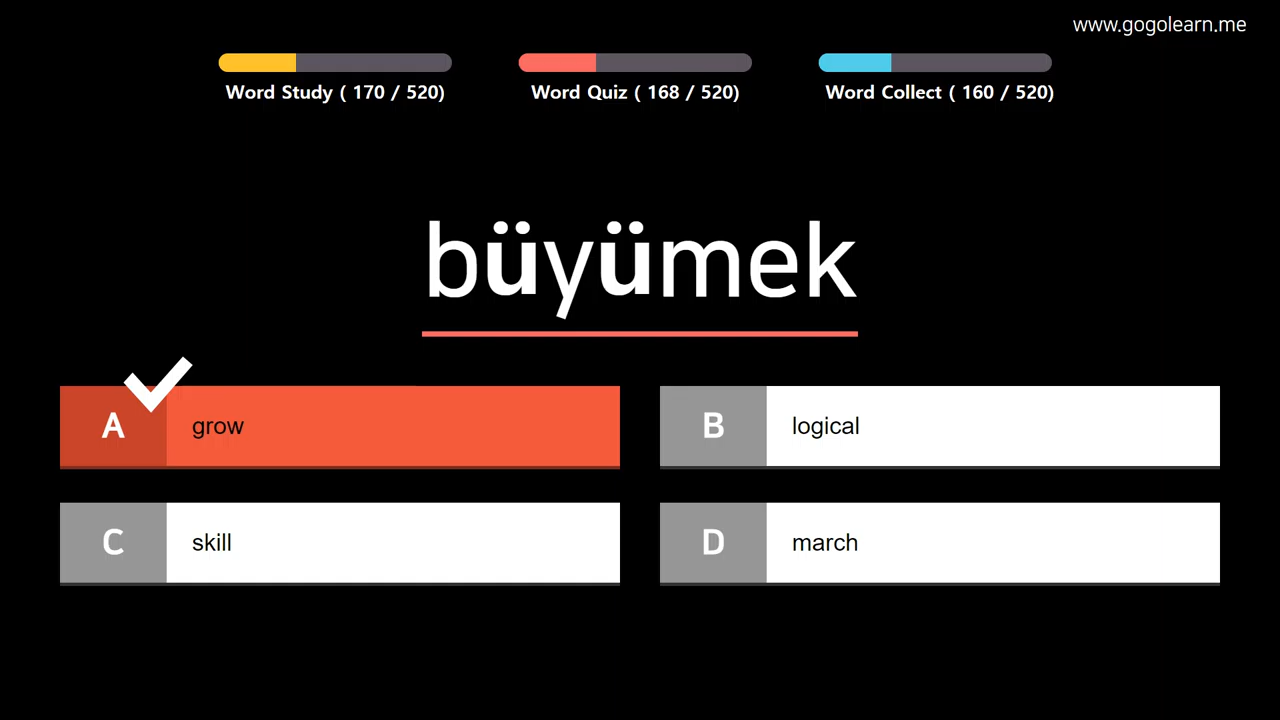 www.gogolearn.me
Word Study ( 170 / 520)
Word Quiz ( 168 / 520)
Word Collect ( 160 / 520)
büyümek
A grow
B logical
C skill
D march